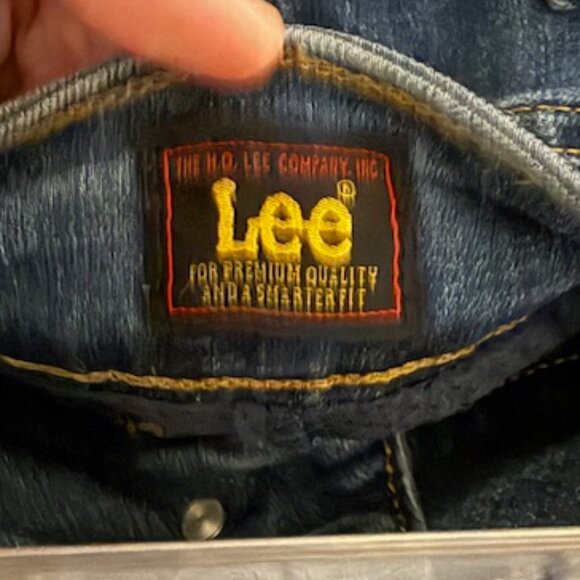 THE H.D. LEE COMPANY, INC
Lee®
FOR PREMIUM QUALITY
AND A SMARTER FIT